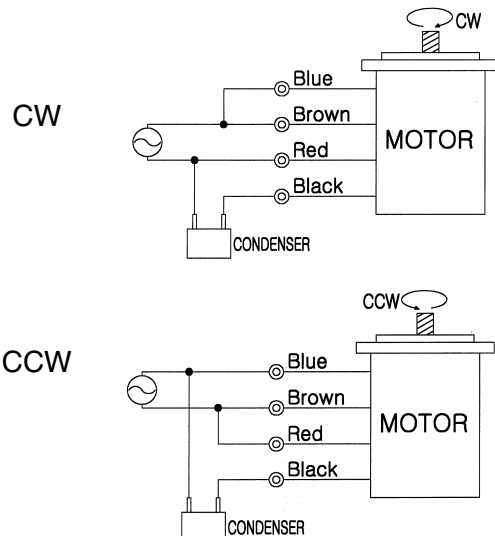 CW
CW
Blue
Brown
Red
Black
MOTOR
CONDENSER
CCW
CCW
Blue
Brown
Red
Black
MOTOR
CONDENSER